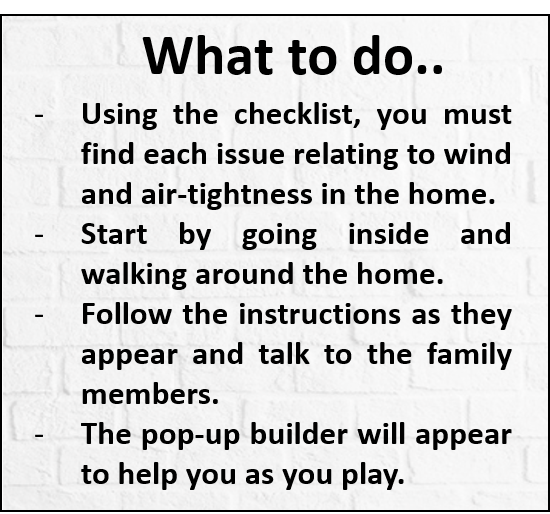 What to do..
- Using the checklist, you must
find each issue relating to wind
and air-tightness in the home.
- Start by going inside and
walking around the home.
- Follow the instructions as they
appear and talk to the family
members.
- The pop-up builder will appear
to help you as you play.